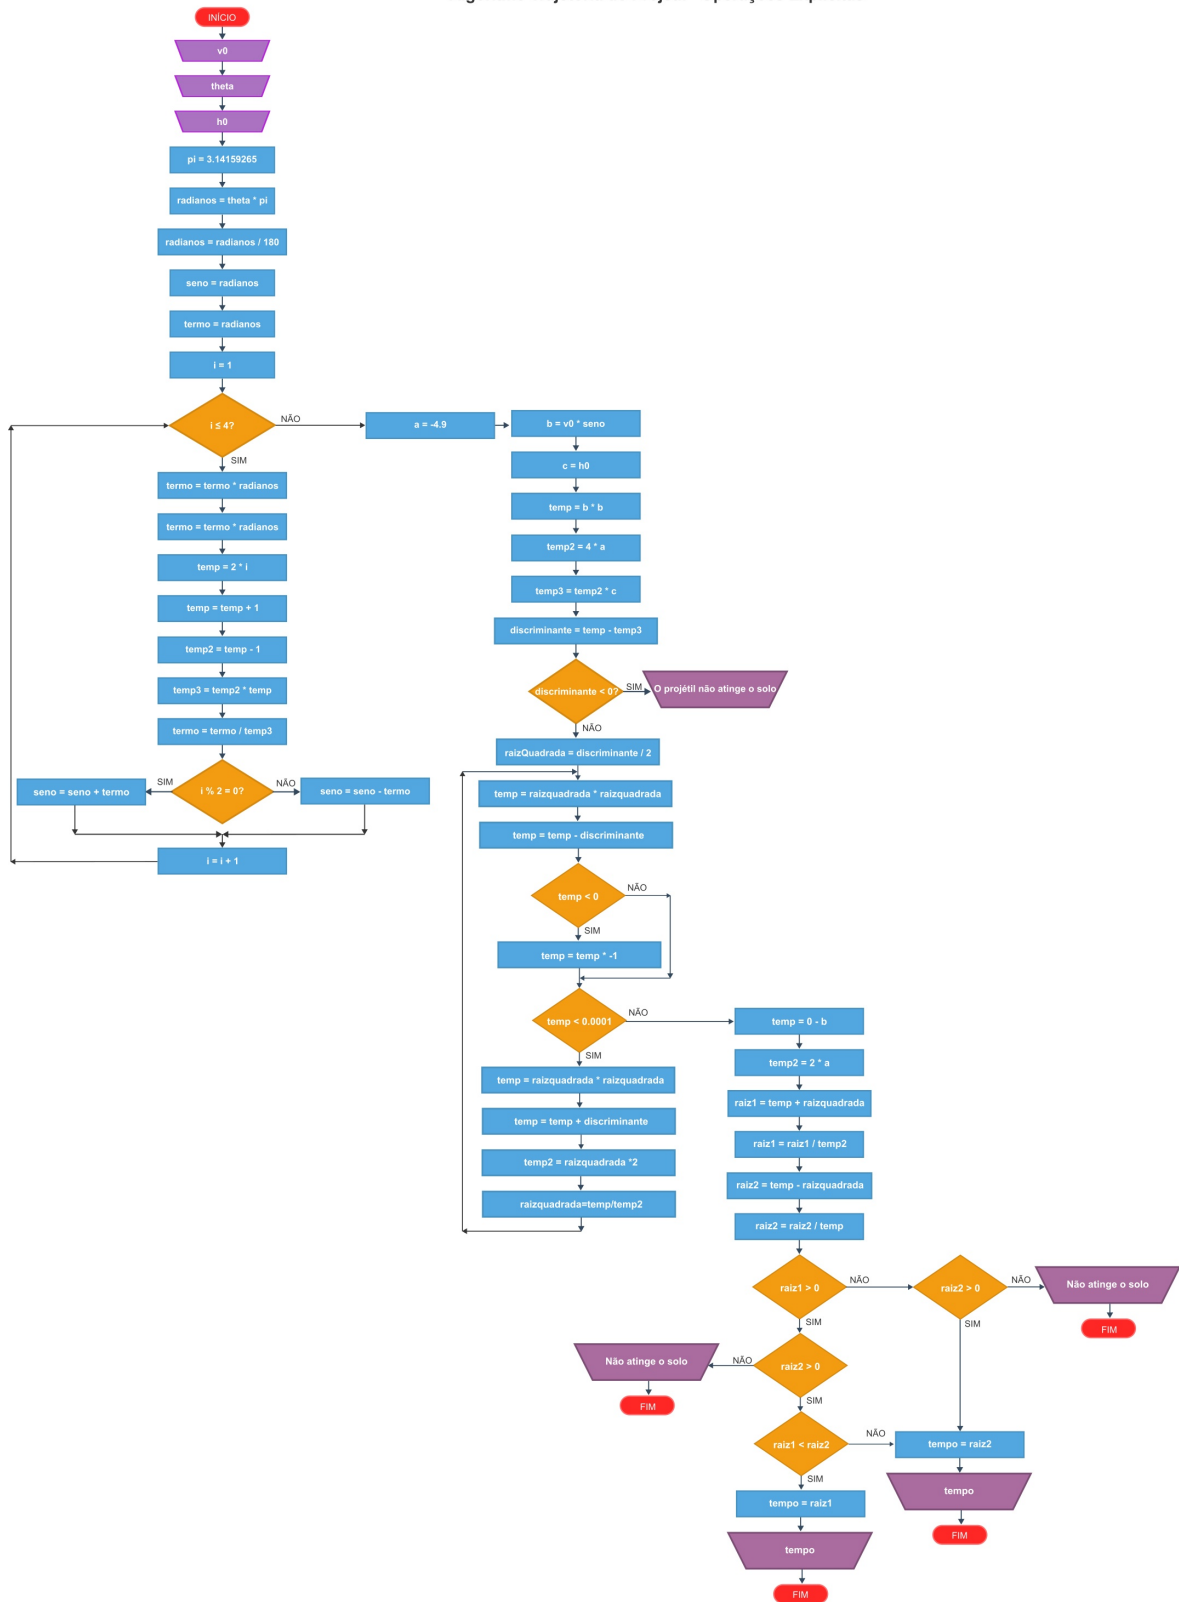 INÍCIO
v0
theta
h0
pi = 3.14159265
radianos = theta * pi
radianos = radianos / 180
seno = radianos
termo = radianos
i = 1
i ≤ 4?
NÃO
SIM
termo = termo * radianos
termo = termo * radianos
temp = 2 * i
temp = temp + 1
temp2 = temp - 1
temp3 = temp2 * temp
termo = termo / temp3
i % 2 = 0?
SIM
NÃO
seno = seno + termo
seno = seno - termo
i = i + 1
a = -4.9
b = v0 * seno
c = h0
temp = b * b
temp2 = 4 * a
temp3 = temp2 * c
discriminante = temp - temp3
discriminante < 0?
SIM
O projétil não atinge o solo
NÃO
raizQuadrada = discriminante / 2
temp = raizquadrada * raizquadrada
temp = temp - discriminante
temp < 0
NÃO
SIM
temp = temp * -1
temp < 0.0001
NÃO
SIM
temp = raizquadrada * raizquadrada
temp = temp + discriminante
temp2 = raizquadrada *2
raizquadrada=temp/temp2
temp = 0 - b
temp2 = 2 * a
raiz1 = temp + raizquadrada
raiz1 = raiz1 / temp2
raiz2 = temp - raizquadrada
raiz2 = raiz2 / temp
raiz1 > 0
NÃO
SIM
raiz2 > 0
NÃO
SIM
Não atinge o solo
FIM
raiz2 > 0
NÃO
SIM
Não atinge o solo
FIM
raiz1 < raiz2
NÃO
SIM
tempo = raiz2
tempo
FIM
tempo = raiz1
tempo
FIM